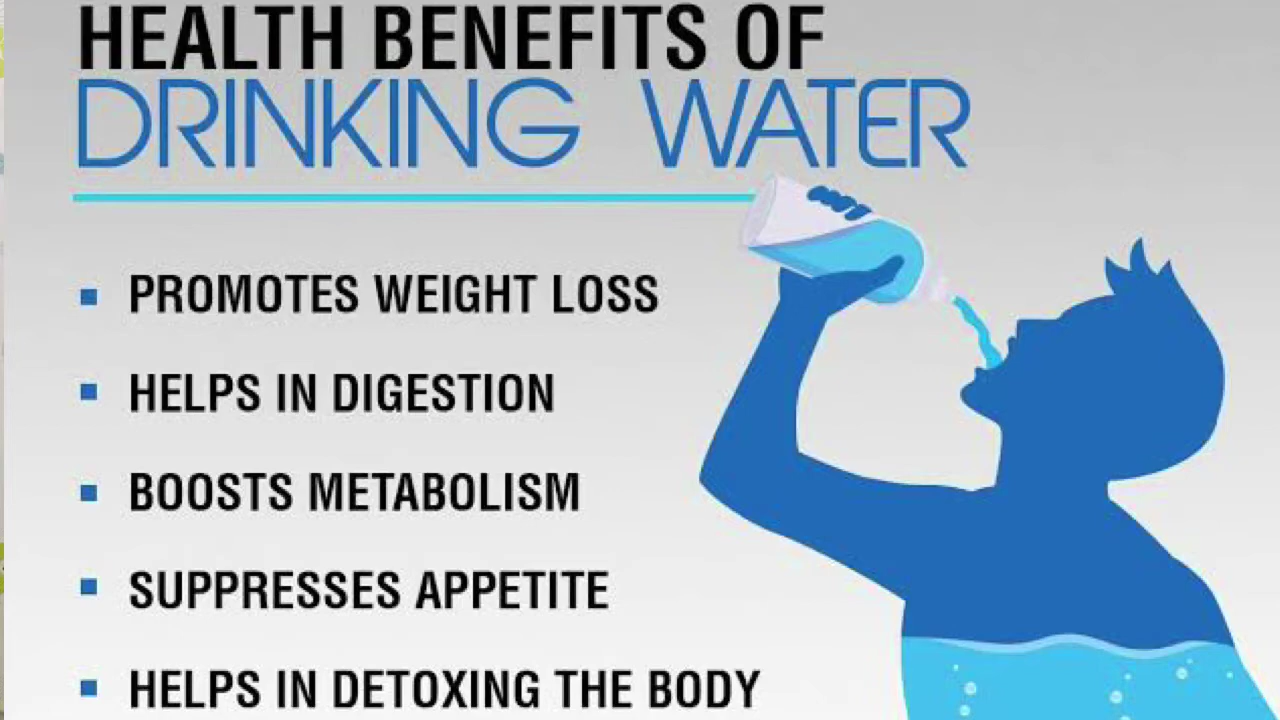 HEALTH BENEFITS OF
DRINKING WATER
PROMOTES WEIGHT LOSS
HELPS IN DIGESTION
BOOSTS METABOLISM
SUPPRESSES APPETITE
HELPS IN DETOXING THE BODY